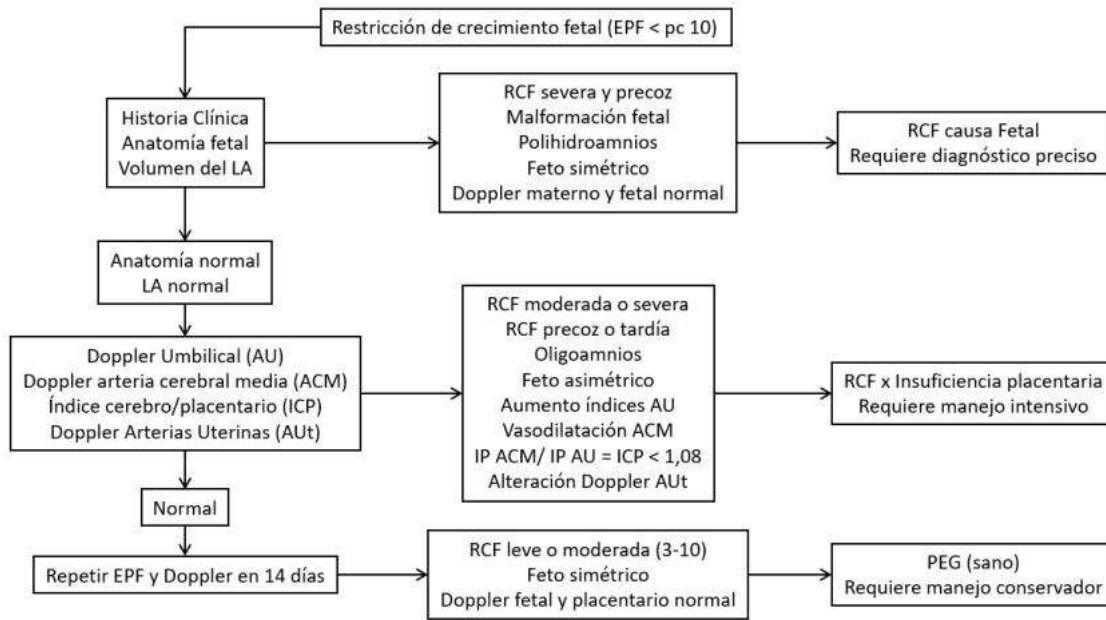 Restricción de crecimiento fetal (EPF < pc 10)
Historia Clínica
Anatomía fetal
Volumen del LA
RCF severa y precoz
Malformación fetal
Polihidroamnios
Feto simétrico
Doppler materno y fetal normal
RCF causa Fetal
Requiere diagnóstico preciso
Anatomía normal
LA normal
Doppler Umbilical (AU)
Doppler arteria cerebral media (ACM)
Índice cerebro/placentario (ICP)
Doppler Arterias Uterinas (AUt)
RCF moderada o severa
RCF precoz o tardía
Oligoamnios
Feto asimétrico
Aumento índices AU
Vasodilatación ACM
IP ACM/ IP AU = ICP < 1,08
Alteración Doppler AUt
RCF x Insuficiencia placentaria
Requiere manejo intensivo
Normal
Repetir EPF y Doppler en 14 días
RCF leve o moderada (3-10)
Feto simétrico
Doppler fetal y placentario normal
PEG (sano)
Requiere manejo conservador